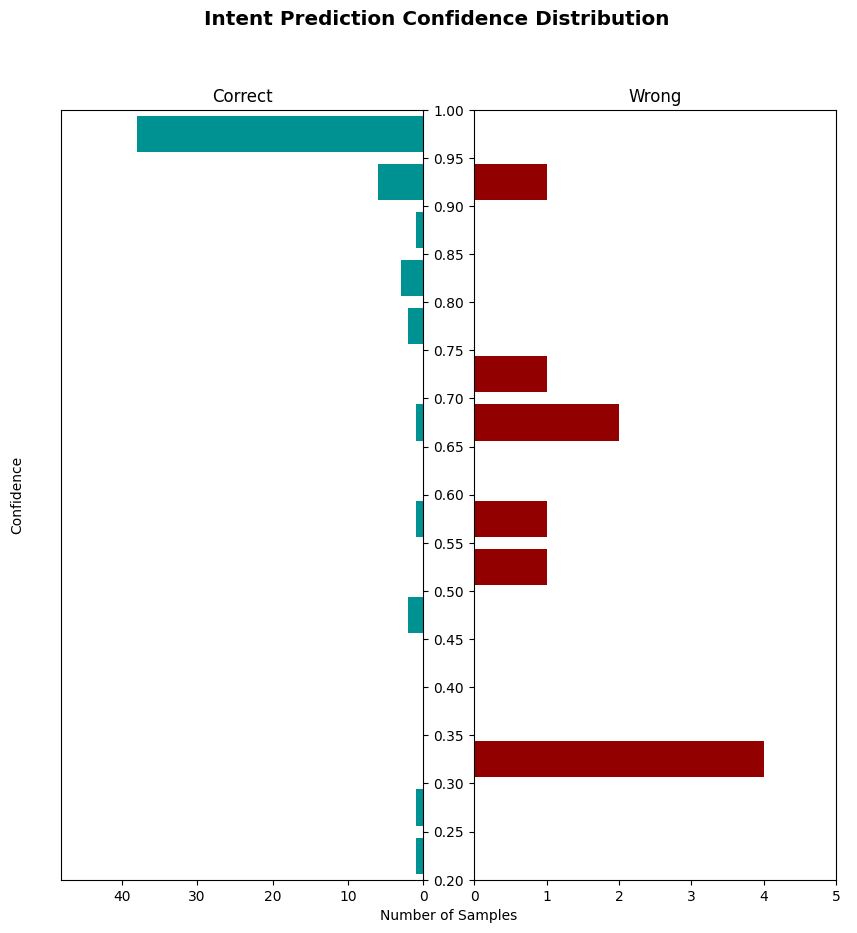 Intent Prediction Confidence Distribution
Correct
Wrong
1.00
0.95
0.90
0.85
0.80
0.75
0.70
0.65
0.60
0.55
0.50
0.45
0.40
0.35
0.30
0.25
0.20
Confidence
40 30 20 10 0
0 1 2 3 4 5
Number of Samples